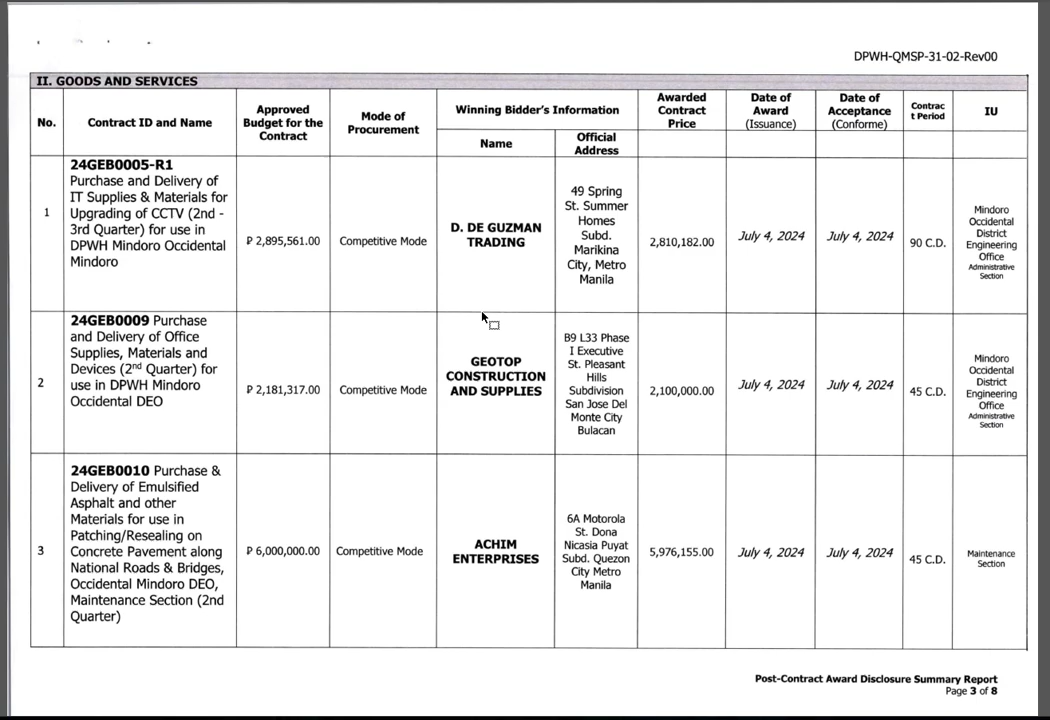 DPWH-QMSP-31-02-Rev00
II. GOODS AND SERVICES
No.
Contract ID and Name
Approved
Budget for the
Contract
Mode of
Procurement
Winning Bidder's Information
Name
Official
Address
Awarded
Contract
Price
Date of
Award
(Issuance)
Date of
Acceptance
(Conforme)
Contrac
t Period
IU
1
24GEB0005-R1
Purchase and Delivery of
IT Supplies & Materials for
Upgrading of CCTV (2nd -
3rd Quarter) for use in
DPWH Mindoro Occidental
Mindoro
₱ 2,895,561.00
Competitive Mode
D. DE GUZMAN
TRADING
49 Spring
St. Summer
Homes
Subd.
Marikina
City, Metro
Manila
2,810,182.00
July 4, 2024
July 4, 2024
90 C.D.
Mindoro
Occidental
District
Engineering
Office
Administrative
Section
2
24GEB0009 Purchase
and Delivery of Office
Supplies, Materials and
Devices (2nd Quarter) for
use in DPWH Mindoro
Occidental DEO
₱ 2,181,317.00
Competitive Mode
GEOTOP
CONSTRUCTION
AND SUPPLIES
B9 L33 Phase
I Executive
St. Pleasant
Hills
Subdivision
San Jose Del
Monte City
Bulacan
2,100,000.00
July 4, 2024
July 4, 2024
45 C.D.
Mindoro
Occidental
District
Engineering
Office
Administrative
Section
3
24GEB0010 Purchase &
Delivery of Emulsified
Asphalt and other
Materials for use in
Patching/Resealing on
Concrete Pavement along
National Roads & Bridges,
Occidental Mindoro DEO,
Maintenance Section (2nd
Quarter)
₱ 6,000,000.00
Competitive Mode
ACHIM
ENTERPRISES
6A Motorola
St. Dona
Nicasia Puyat
Subd. Quezon
City Metro
Manila
5,976,155.00
July 4, 2024
July 4, 2024
45 C.D.
Maintenance
Section
Post-Contract Award Disclosure Summary Report
Page 3 of 8